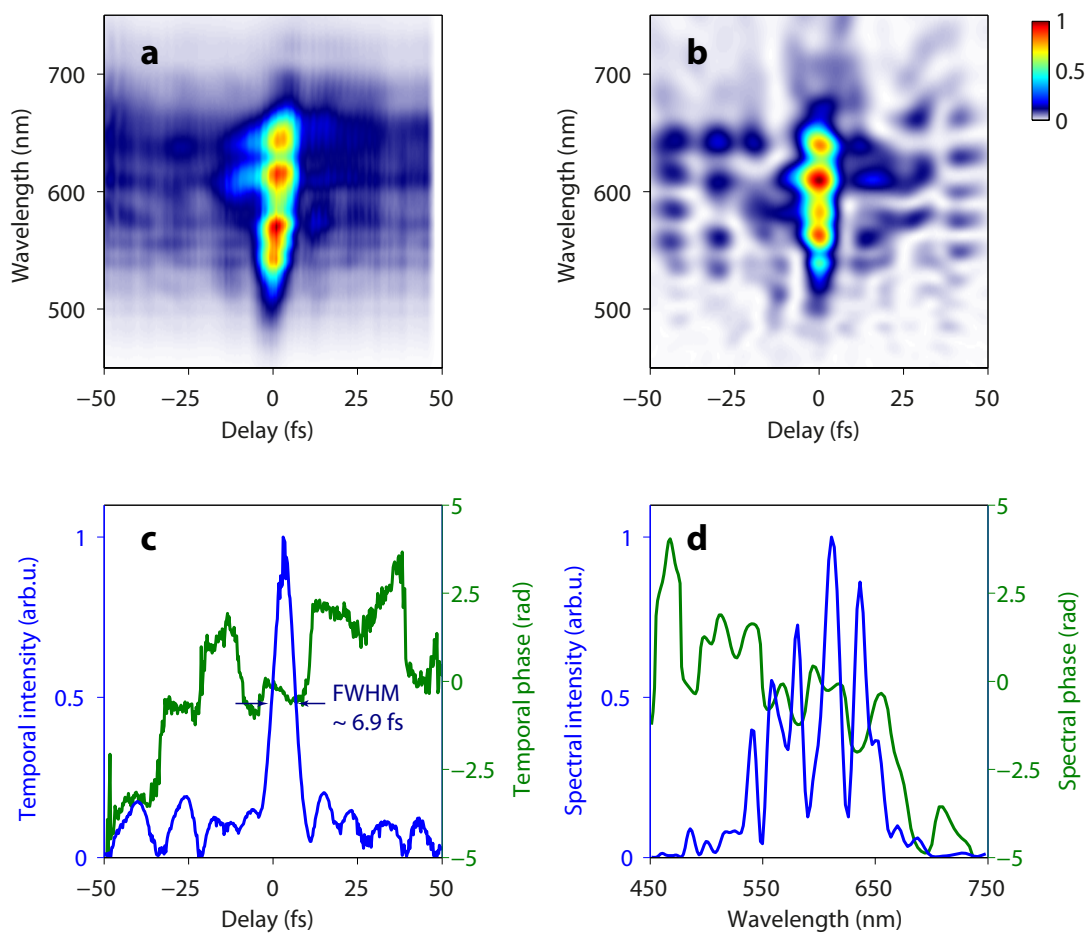 a
Wavelength (nm)
700
600
500
−50
−25
0
25
50
Delay (fs)
b
Wavelength (nm)
700
600
500
−50
−25
0
25
50
Delay (fs)
1
0.5
0
c
Temporal intensity (arb.u.)
1
0.5
0
5
2.5
0
−2.5
−5
Temporal phase (rad)
FWHM
~ 6.9 fs
−50
−25
0
25
50
Delay (fs)
d
Spectral intensity (arb.u.)
1
0.5
0
5
2.5
0
−2.5
−5
Spectral phase (rad)
450
550
650
750
Wavelength (nm)